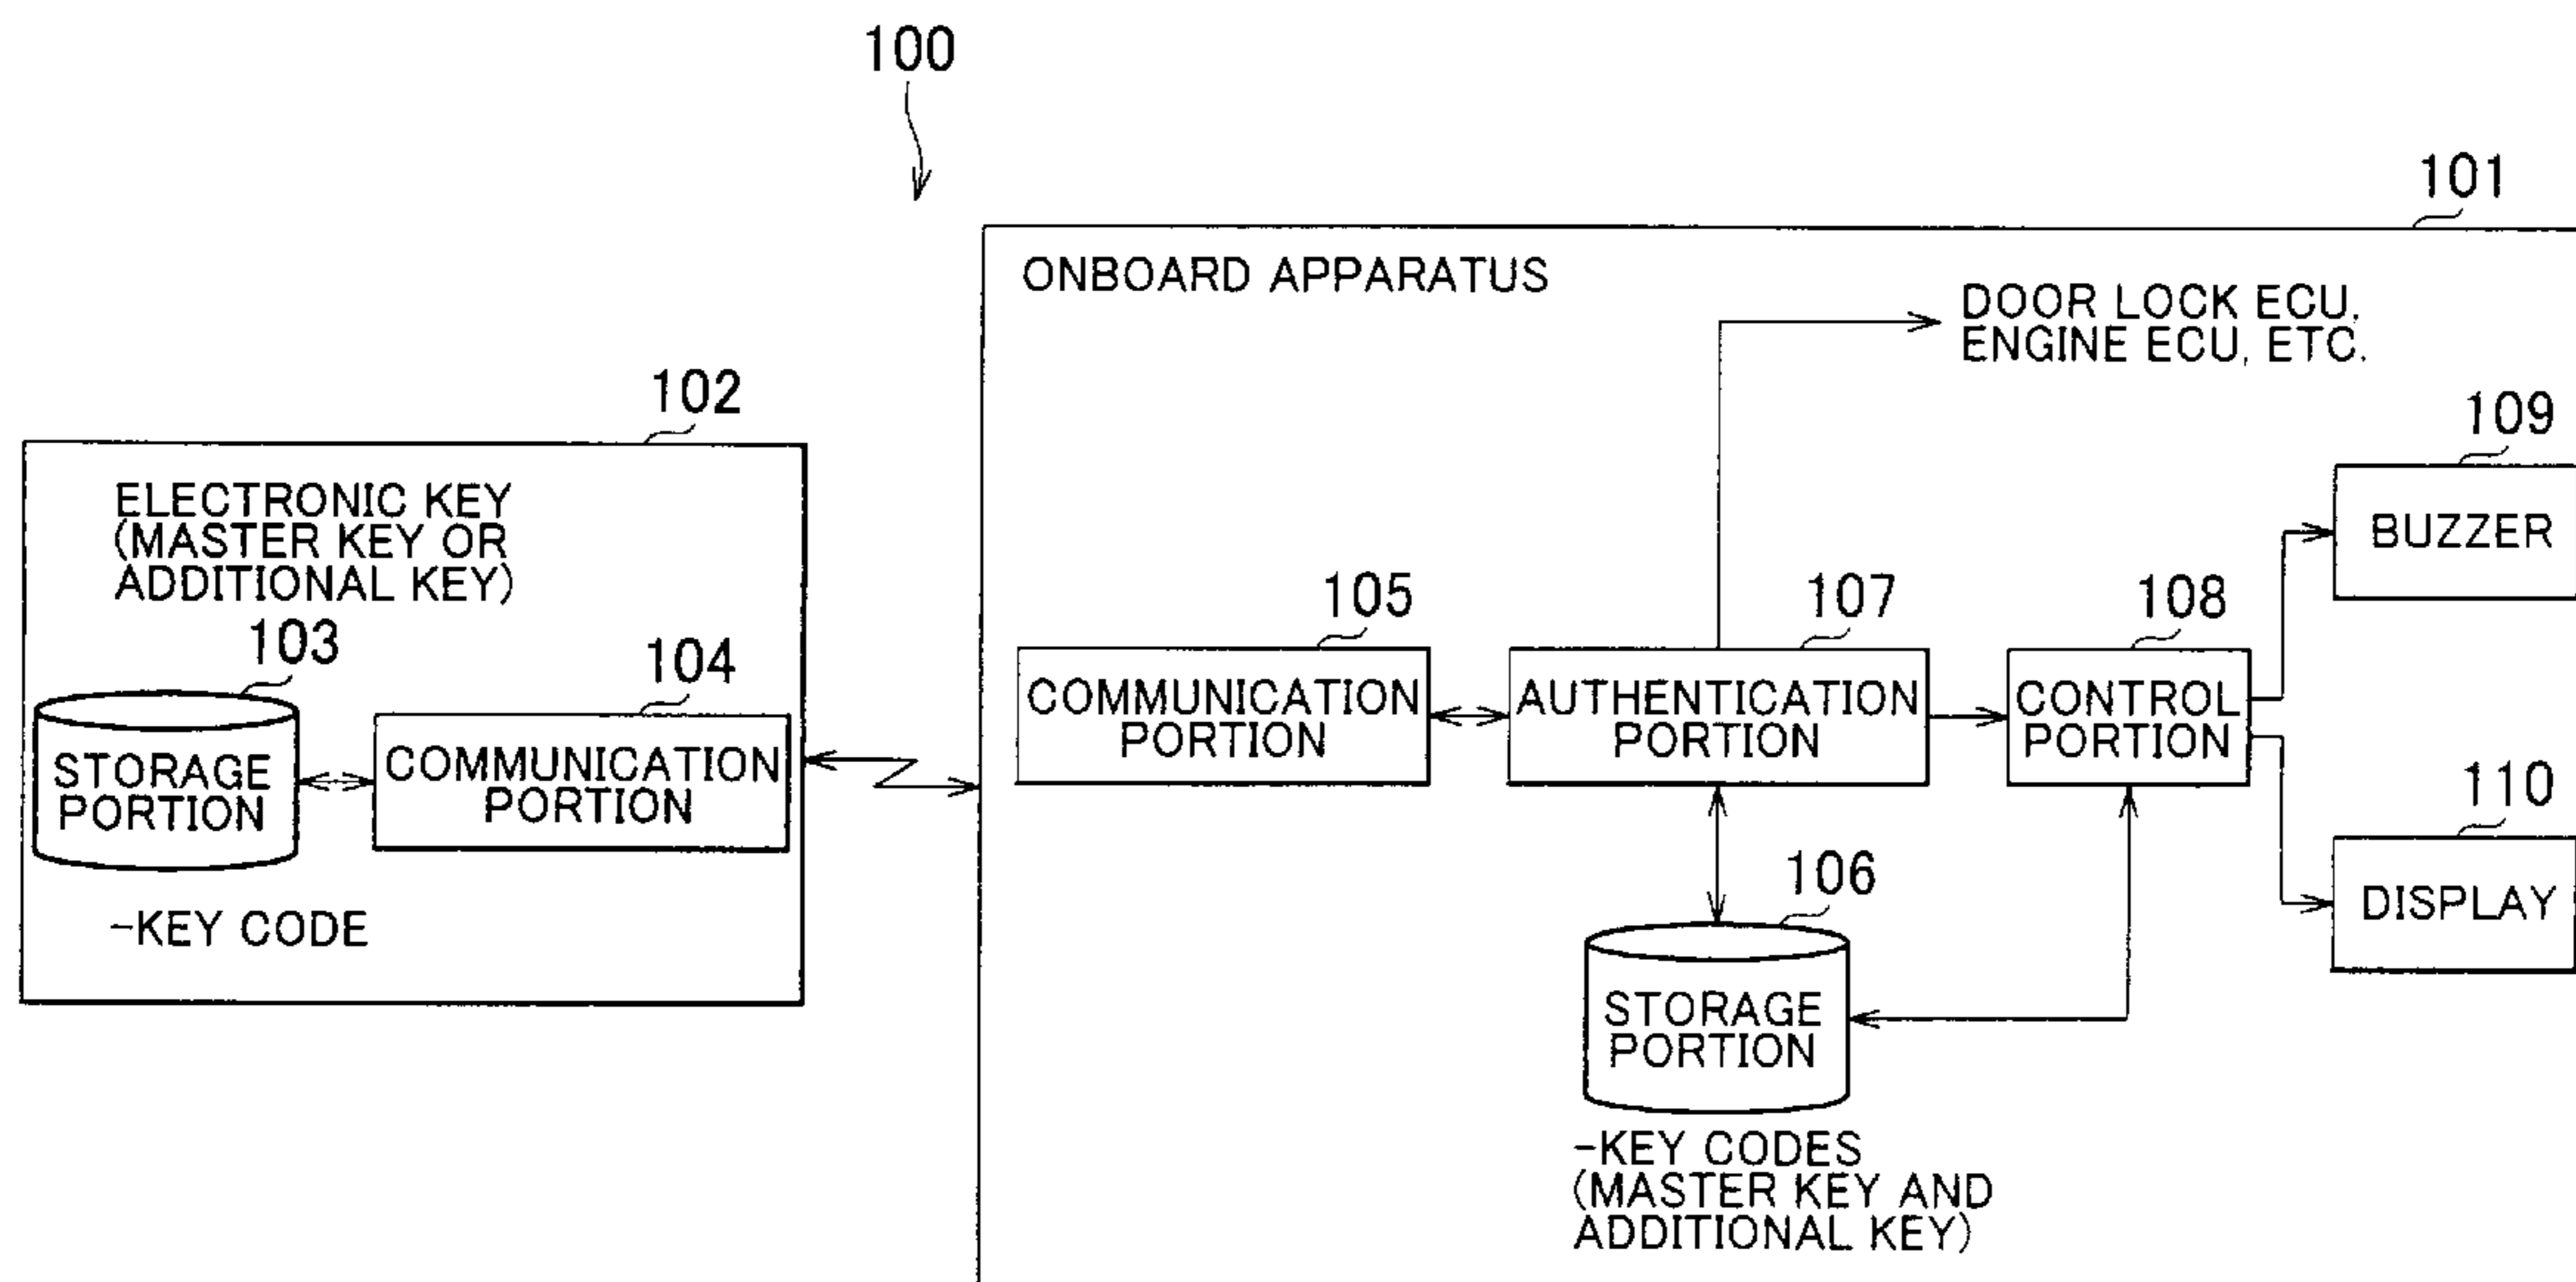 100
101
ONBOARD APPARATUS
DOOR LOCK ECU,
ENGINE ECU, ETC.
102
ELECTRONIC KEY
(MASTER KEY OR
ADDITIONAL KEY)
103
STORAGE
PORTION
104
COMMUNICATION
PORTION
-KEY CODE
105
COMMUNICATION
PORTION
107
AUTHENTICATION
PORTION
108
CONTROL
PORTION
109
BUZZER
110
DISPLAY
106
STORAGE
PORTION
-KEY CODES
(MASTER KEY AND
ADDITIONAL KEY)